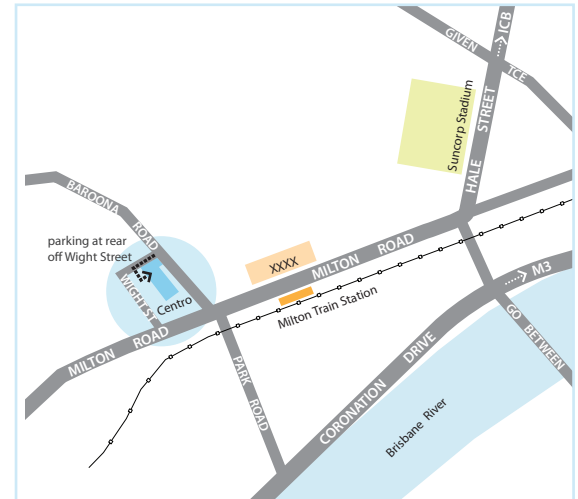 ICB
GIVEN
TCE
Suncorp Stadium
HALE STREET
BAROONA
ROAD
parking at rear
off Wight Street
WIGHT ST
Centro
XXXX
MILTON ROAD
Milton Train Station
M3
GO BETWEEN
MILTON ROAD
PARK ROAD
CORONATION DRIVE
Brisbane River